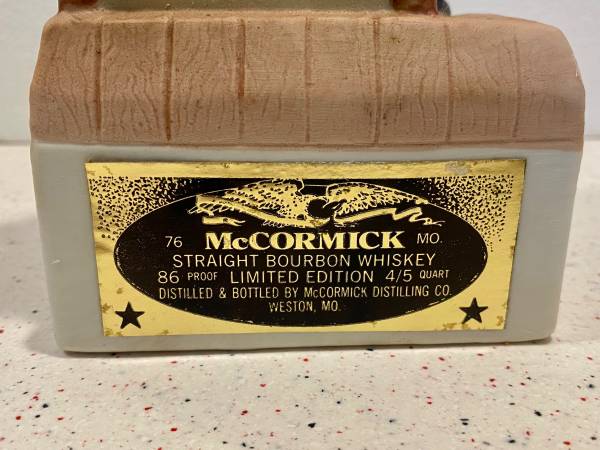 76 McCORMICK MO.
STRAIGHT BOURBON WHISKEY
86 PROOF LIMITED EDITION 4/5 QUART
DISTILLED & BOTTLED BY McCORMICK DISTILLING CO.
WESTON, MO.